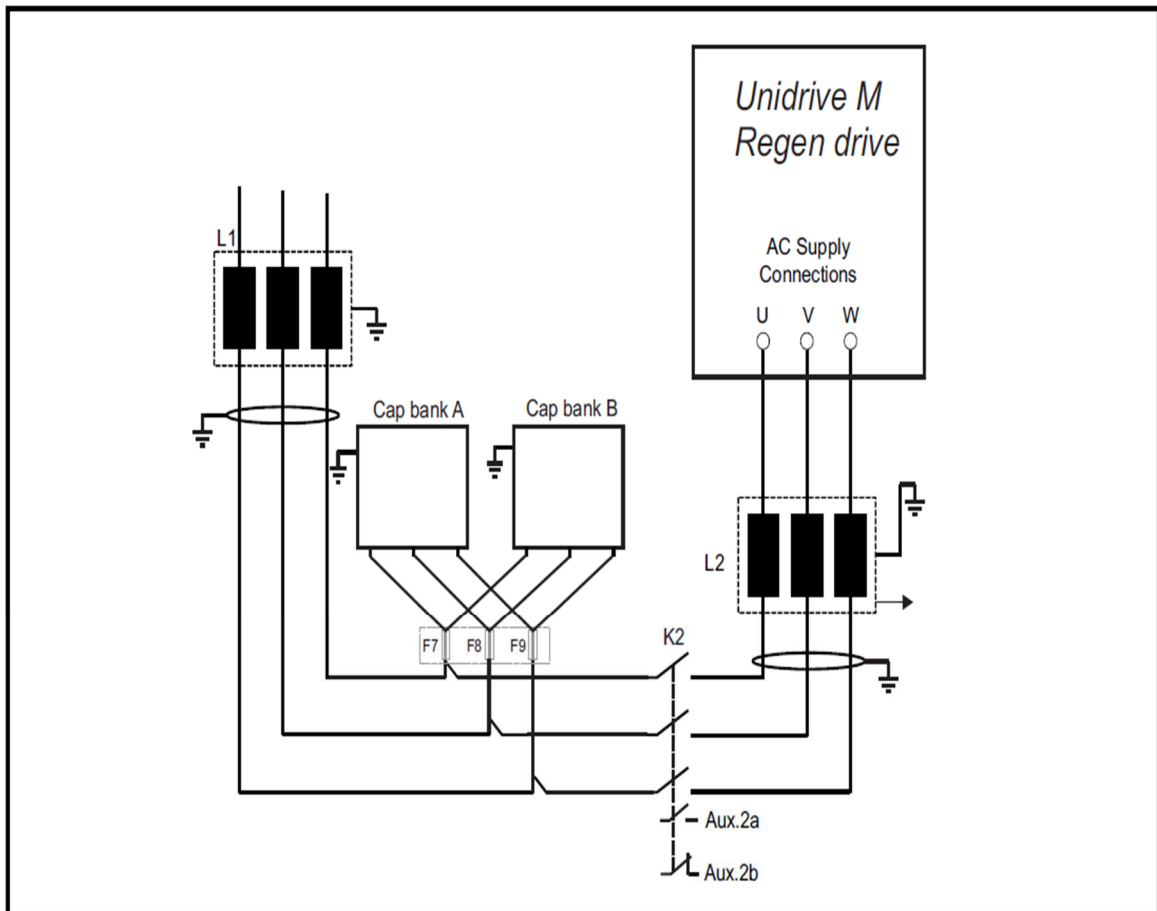 Unidrive M
Regen drive
AC Supply
Connections
U V W
L1
Cap bank A
Cap bank B
L2
F7 F8 F9
K2
Aux.2a
Aux.2b